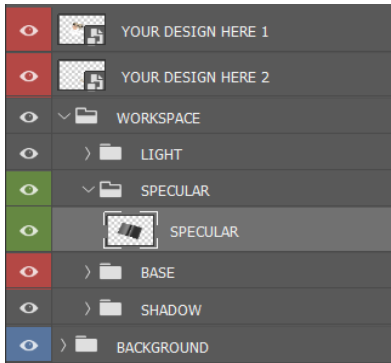 YOUR DESIGN HERE 1
YOUR DESIGN HERE 2
WORKSPACE
LIGHT
SPECULAR
SPECULAR
BASE
SHADOW
BACKGROUND